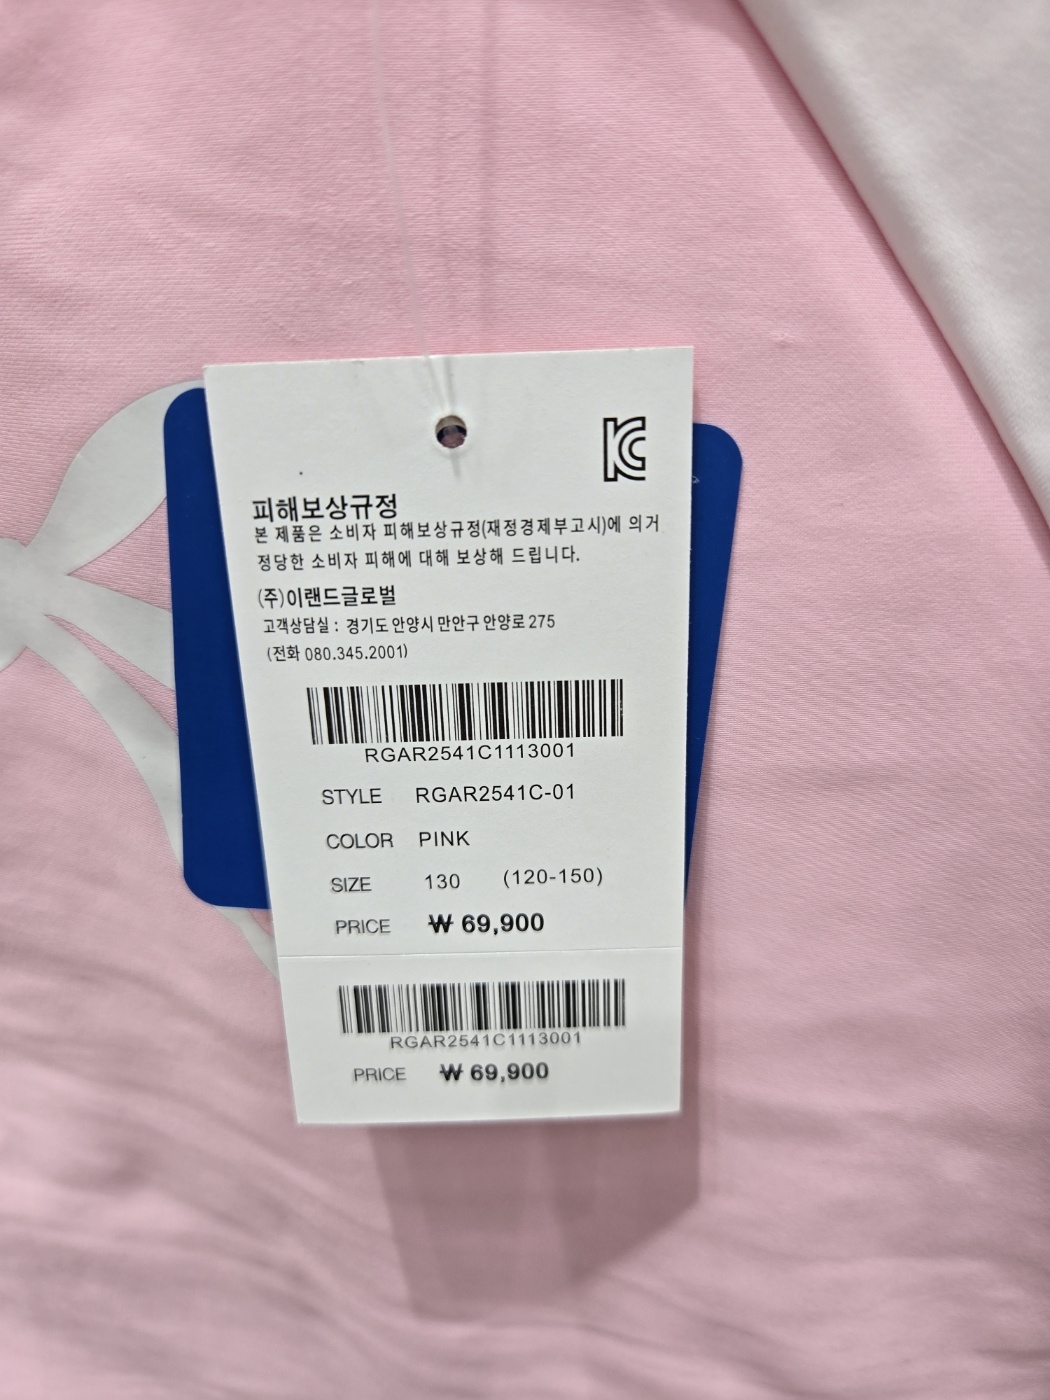 KC
피해보상규정
본 제품은 소비자 피해보상규정(재정경제부고시)에 의거
정당한 소비자 피해에 대해 보상해 드립니다.
(주)이랜드글로벌
고객상담실 : 경기도 안양시 만안구 안양로 275
(전화 080.345.2001)
RGAR2541C1113001
STYLE RGAR2541C-01
COLOR PINK
SIZE 130 (120-150)
PRICE ₩ 69,900
RGAR2541C1113001
PRICE ₩ 69,900